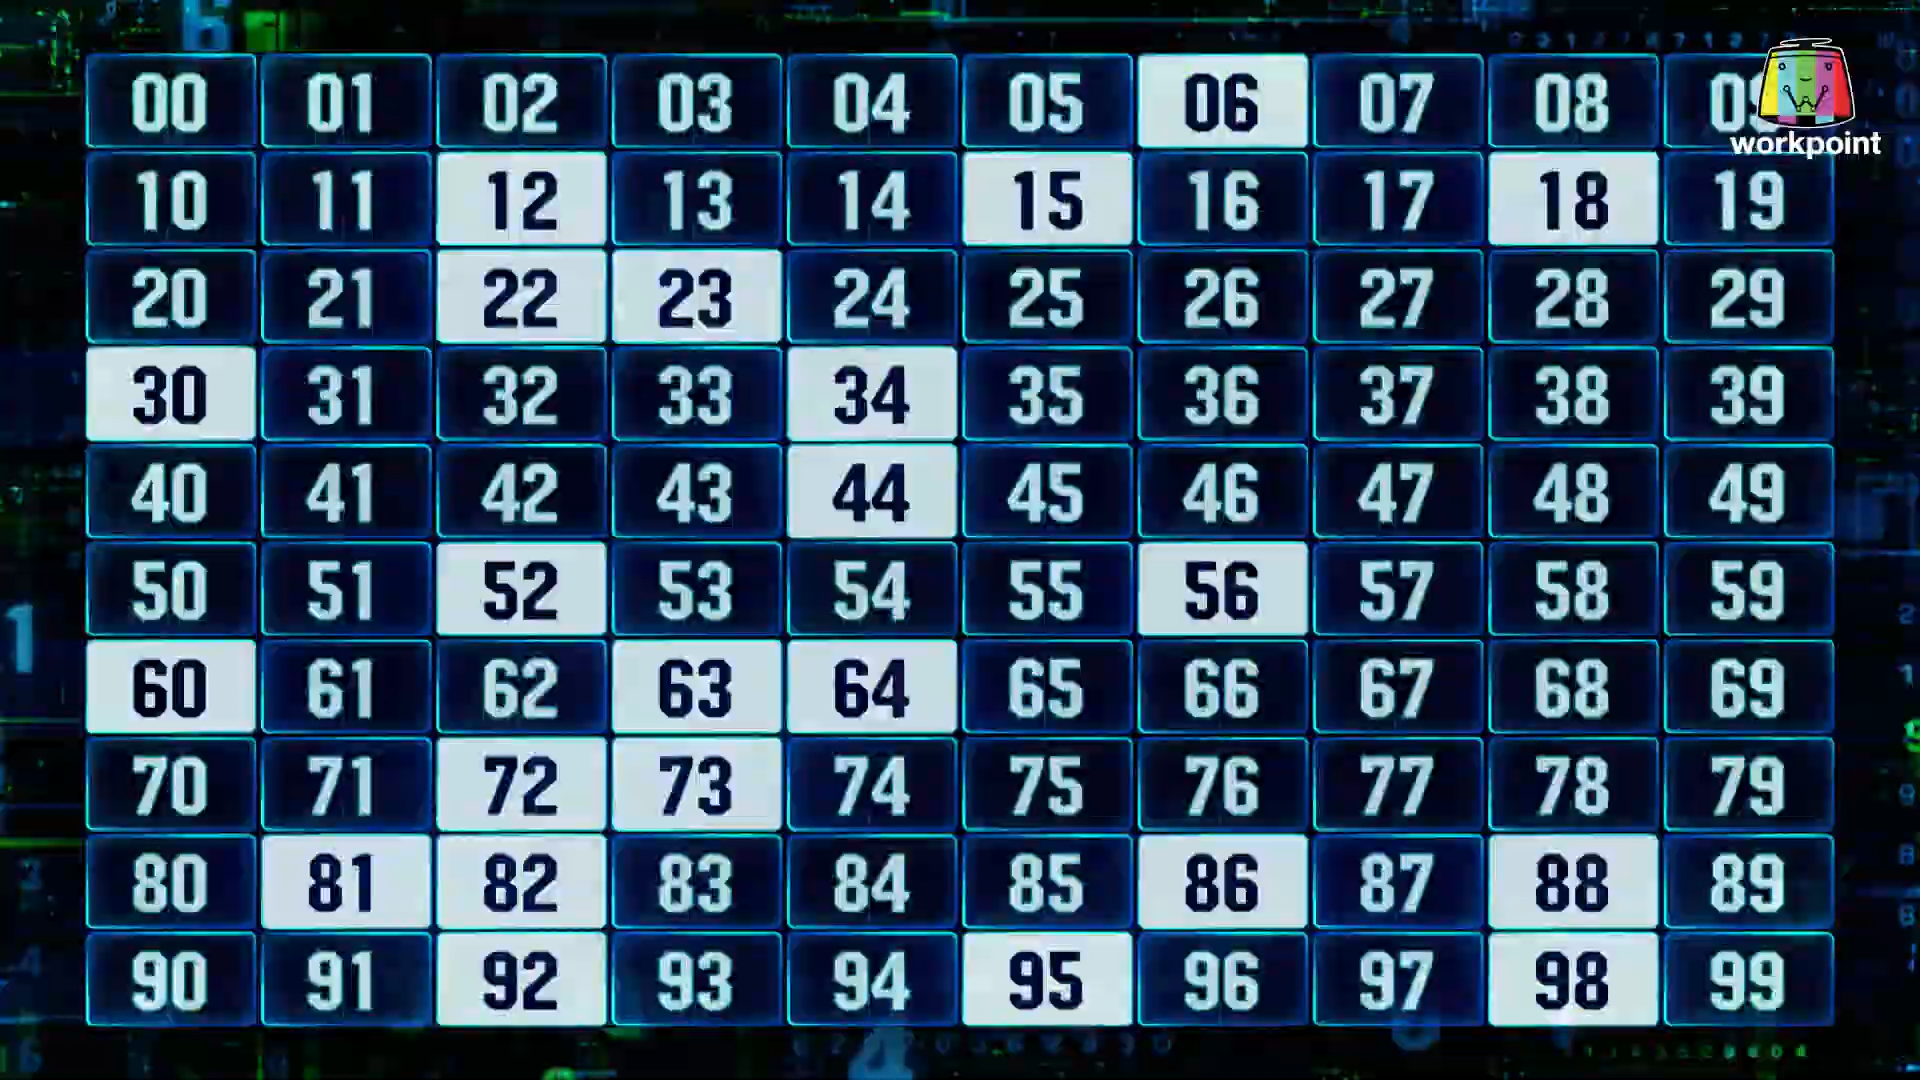 00 01 02 03 04 05 06 07 08 09
workpoint
10 11 12 13 14 15 16 17 18 19
20 21 22 23 24 25 26 27 28 29
30 31 32 33 34 35 36 37 38 39
40 41 42 43 44 45 46 47 48 49
50 51 52 53 54 55 56 57 58 59
60 61 62 63 64 65 66 67 68 69
70 71 72 73 74 75 76 77 78 79
80 81 82 83 84 85 86 87 88 89
90 91 92 93 94 95 96 97 98 99